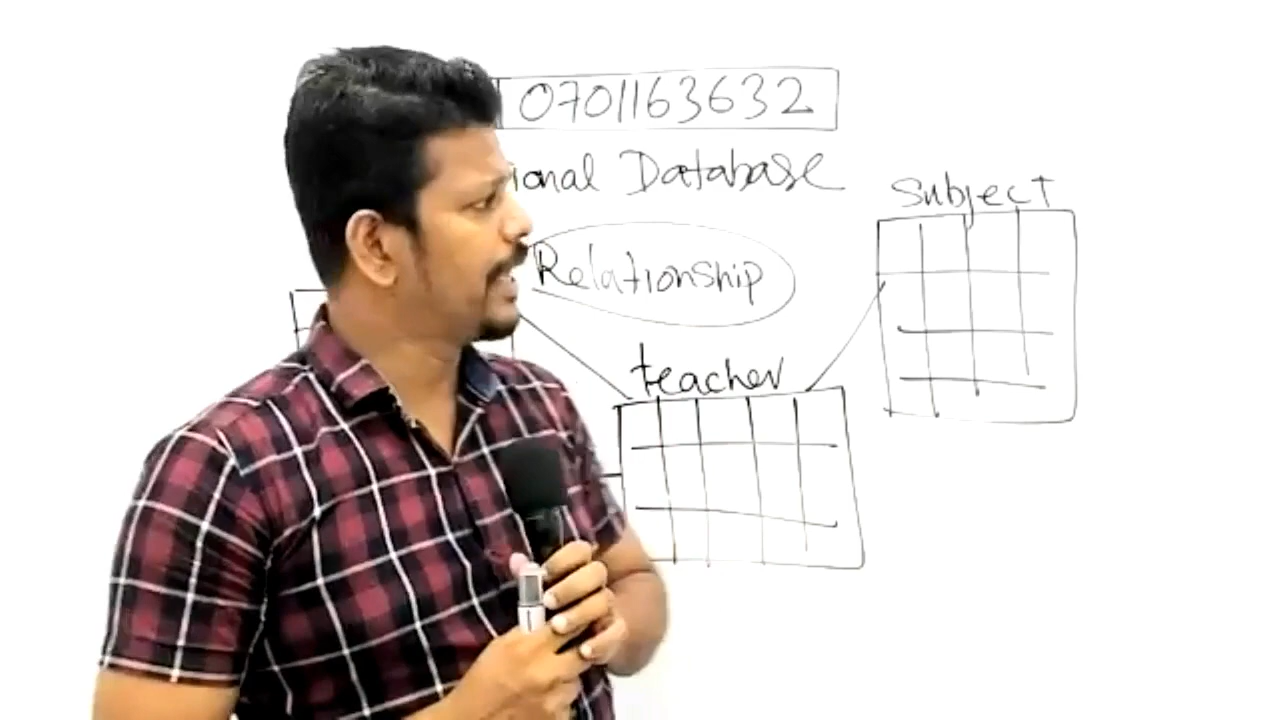 0701163632
ional Database
Subject
Relationship
teacher